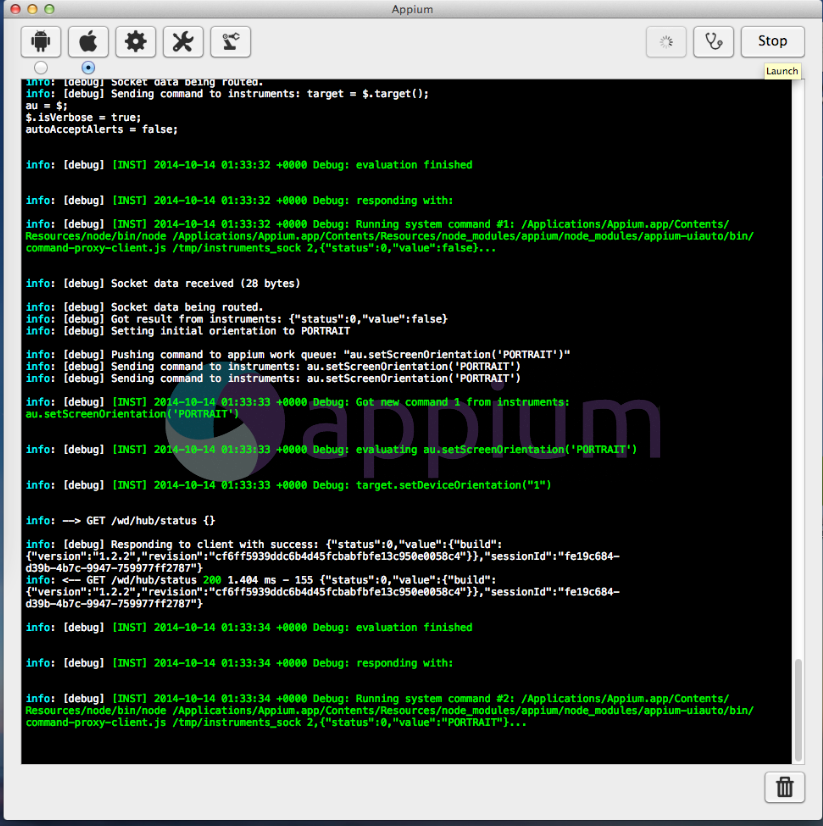 Appium
Stop
Launch
info: [debug] Socket data being routed.
info: [debug] Sending command to instruments: target = $.target();
au = $;
$.isVerbose = true;
autoAcceptAlerts = false;
info: [debug] [INST] 2014-10-14 01:33:32 +0000 Debug: evaluation finished
info: [debug] [INST] 2014-10-14 01:33:32 +0000 Debug: responding with:
info: [debug] [INST] 2014-10-14 01:33:32 +0000 Debug: Running system command #1: /Applications/Appium.app/Contents/
Resources/node/bin/node /Applications/Appium.app/Contents/Resources/node_modules/appium/node_modules/appium-uiauto/bin/
command-proxy-client.js /tmp/instruments_sock 2,{"status":0,"value":false}...
info: [debug] Socket data received (28 bytes)
info: [debug] Socket data being routed.
info: [debug] Got result from instruments: {"status":0,"value":false}
info: [debug] Setting initial orientation to PORTRAIT
info: [debug] Pushing command to appium work queue: "au.setScreenOrientation('PORTRAIT')"
info: [debug] Sending command to instruments: au.setScreenOrientation('PORTRAIT')
info: [debug] Sending command to instruments: au.setScreenOrientation('PORTRAIT')
info: [debug] [INST] 2014-10-14 01:33:33 +0000 Debug: Got new command 1 from instruments:
au.setScreenOrientation('PORTRAIT')
appium
info: [debug] [INST] 2014-10-14 01:33:33 +0000 Debug: evaluating au.setScreenOrientation('PORTRAIT')
info: [debug] [INST] 2014-10-14 01:33:33 +0000 Debug: target.setDeviceOrientation("1")
info: --> GET /wd/hub/status {}
info: [debug] Responding to client with success: {"status":0,"value":{"build":
{"version":"1.2.2","revision":"cf6ff5939ddc6b4d45fcbabfbfe13c950e0058c4"}},"sessionId":"fe19c684-
d39b-4b7c-9947-759977ff2787"}
info: <-- GET /wd/hub/status 200 1.404 ms - 155 {"status":0,"value":{"build":
{"version":"1.2.2","revision":"cf6ff5939ddc6b4d45fcbabfbfe13c950e0058c4"}},"sessionId":"fe19c684-
d39b-4b7c-9947-759977ff2787"}
info: [debug] [INST] 2014-10-14 01:33:34 +0000 Debug: evaluation finished
info: [debug] [INST] 2014-10-14 01:33:34 +0000 Debug: responding with:
info: [debug] [INST] 2014-10-14 01:33:34 +0000 Debug: Running system command #2: /Applications/Appium.app/Contents/
Resources/node/bin/node /Applications/Appium.app/Contents/Resources/node_modules/appium/node_modules/appium-uiauto/bin/
command-proxy-client.js /tmp/instruments_sock 2,{"status":0,"value":"PORTRAIT"}...